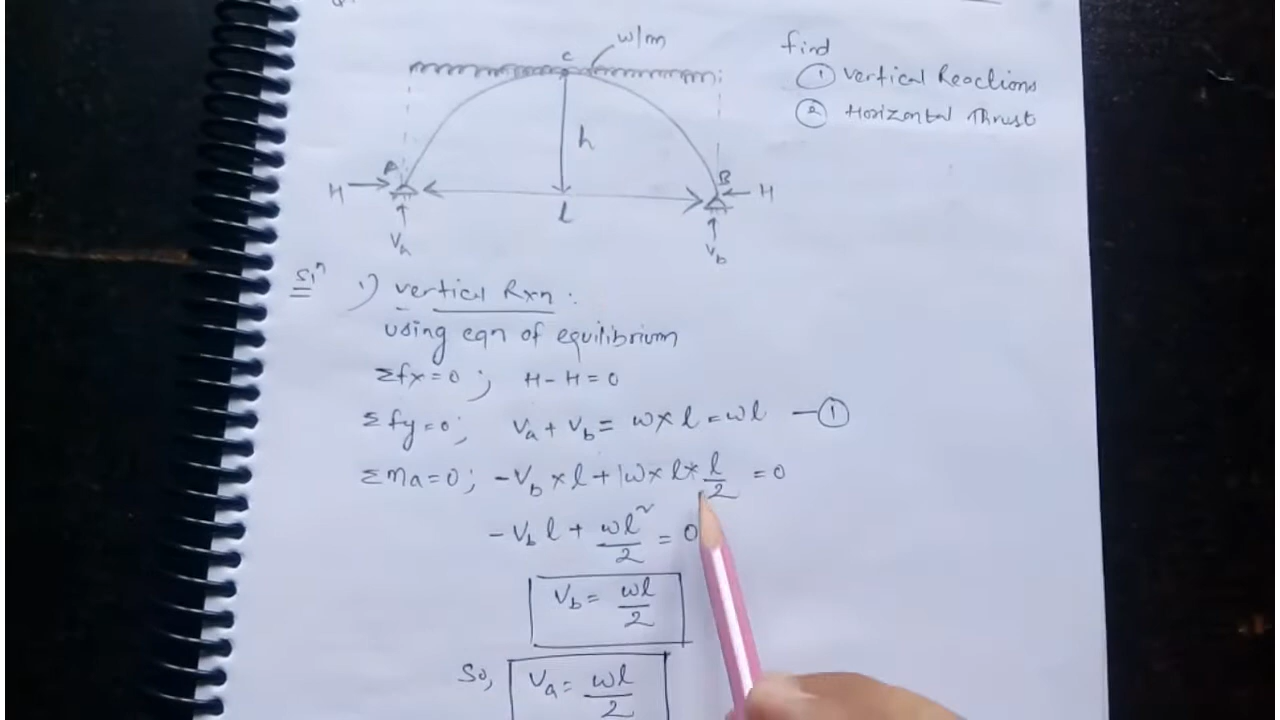 C
w/m
find
① Vertical Reactions
② Horizontal Thrust
h
A
B
H
H
l
Va
Vb
Solⁿ
1) vertical Rxn :
using eqn of equilibrium
Σfx=0 ; H-H=0
Σfy=0; Va + Vb = w×l = wl —①
Σma=0; -Vb × l + w× l× l/2 = 0
-Vb l + wl²/2 = 0
Vb = wl/2
So, Va = wl/2